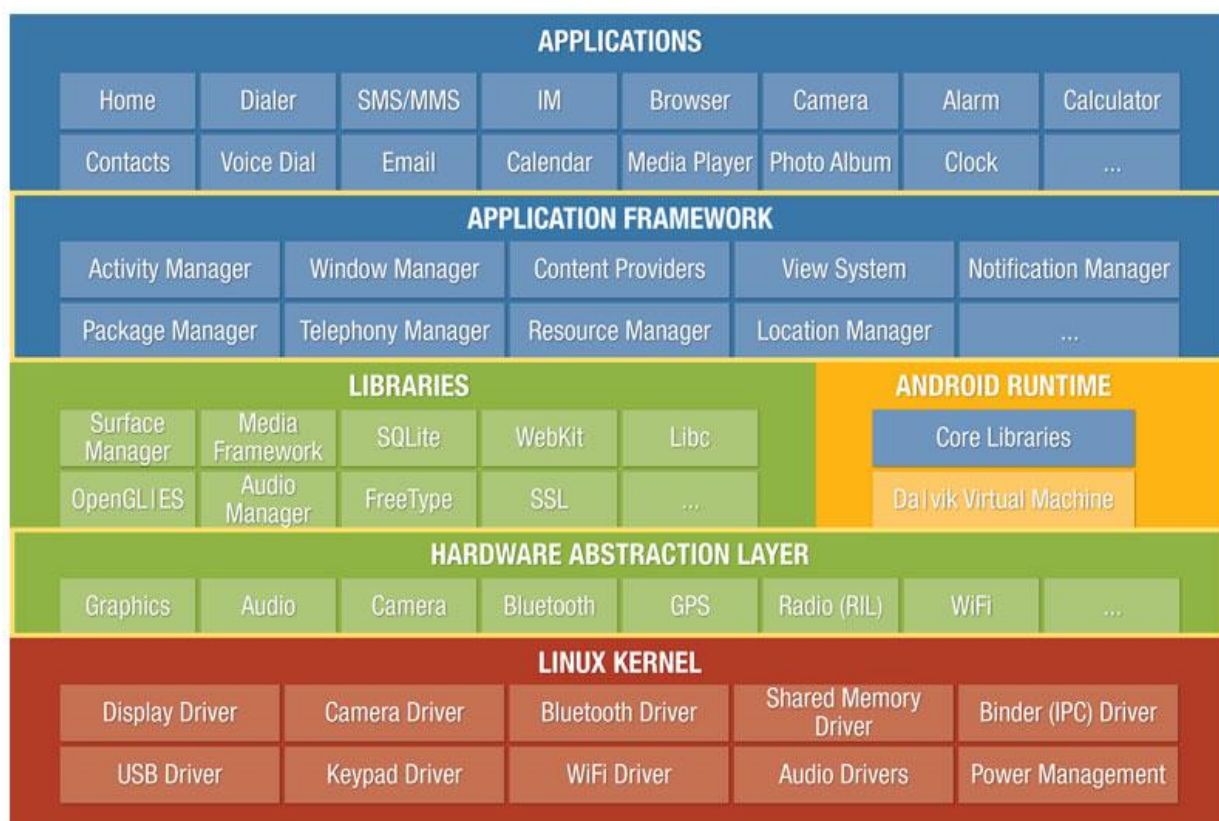 APPLICATIONS
Home Dialer SMS/MMS IM Browser Camera Alarm Calculator
Contacts Voice Dial Email Calendar Media Player Photo Album Clock ...
APPLICATION FRAMEWORK
Activity Manager Window Manager Content Providers View System Notification Manager
Package Manager Telephony Manager Resource Manager Location Manager ...
LIBRARIES
Surface
Manager
Media
Framework
SQLite
WebKit
Libc
OpenGL|ES
Audio
Manager
FreeType
SSL
...
ANDROID RUNTIME
Core Libraries
Da|vik Virtual Machine
HARDWARE ABSTRACTION LAYER
Graphics Audio Camera Bluetooth GPS Radio (RIL) WiFi ...
LINUX KERNEL
Display Driver
Camera Driver
Bluetooth Driver
Shared Memory
Driver
Binder (IPC) Driver
USB Driver Keypad Driver WiFi Driver Audio Drivers Power Management